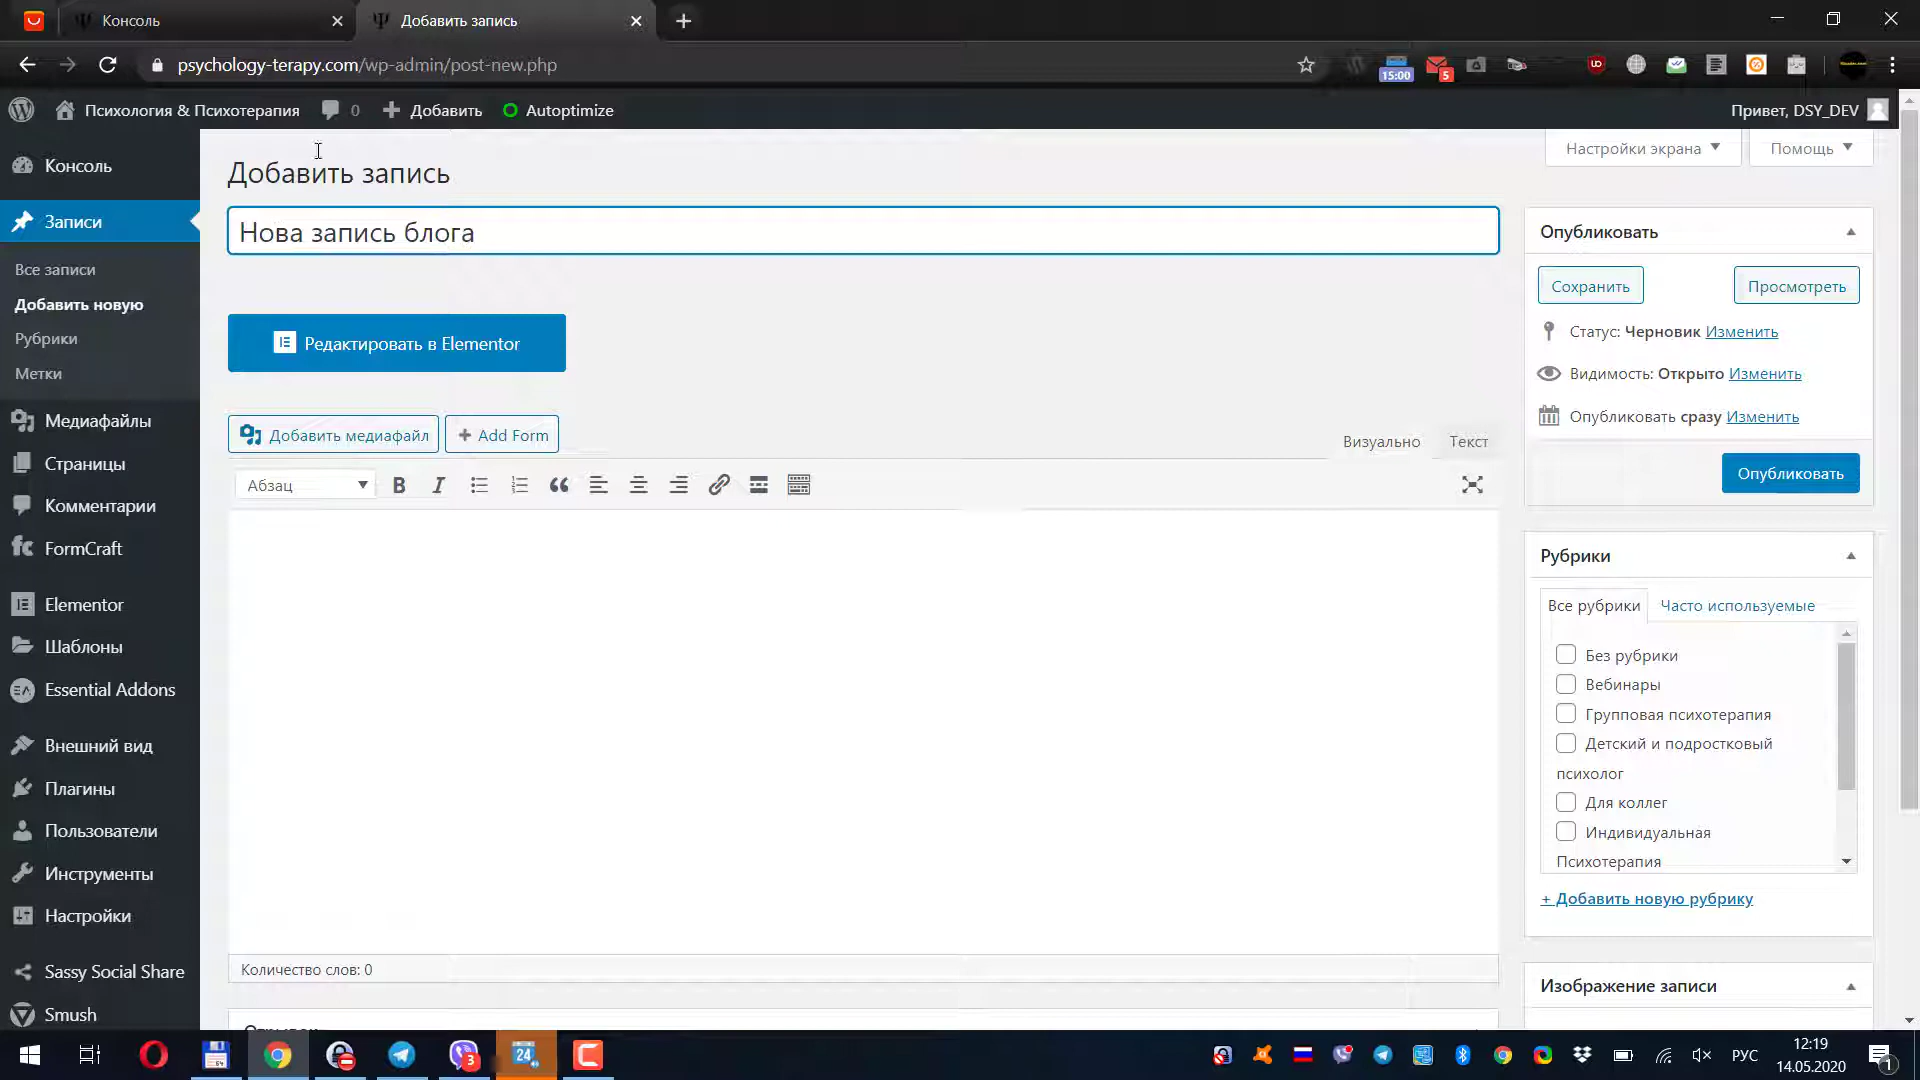 Консоль
Добавить запись
psychology-terapy.com/wp-admin/post-new.php
15:00
5
Психология & Психотерапия
0
Добавить
Autoptimize
Привет, DSY_DEV
Консоль
Записи
Все записи
Добавить новую
Рубрики
Метки
Медиафайлы
Страницы
Комментарии
FormCraft
Elementor
Шаблоны
Essential Addons
Внешний вид
Плагины
Пользователи
Инструменты
Настройки
Sassy Social Share
Smush
Настройки экрана
Помощь
Добавить запись
Нова запись блога
Редактировать в Elementor
Добавить медиафайл
Add Form
Визуально
Текст
Абзац
Количество слов: 0
Опубликовать
Сохранить
Просмотреть
Статус: Черновик Изменить
Видимость: Открыто Изменить
Опубликовать сразу Изменить
Опубликовать
Рубрики
Все рубрики
Часто используемые
Без рубрики
Вебинары
Групповая психотерапия
Детский и подростковый
психолог
Для коллег
Индивидуальная
Психотерапия
+ Добавить новую рубрику
Изображение записи
3
24
РУС
12:19
14.05.2020
1